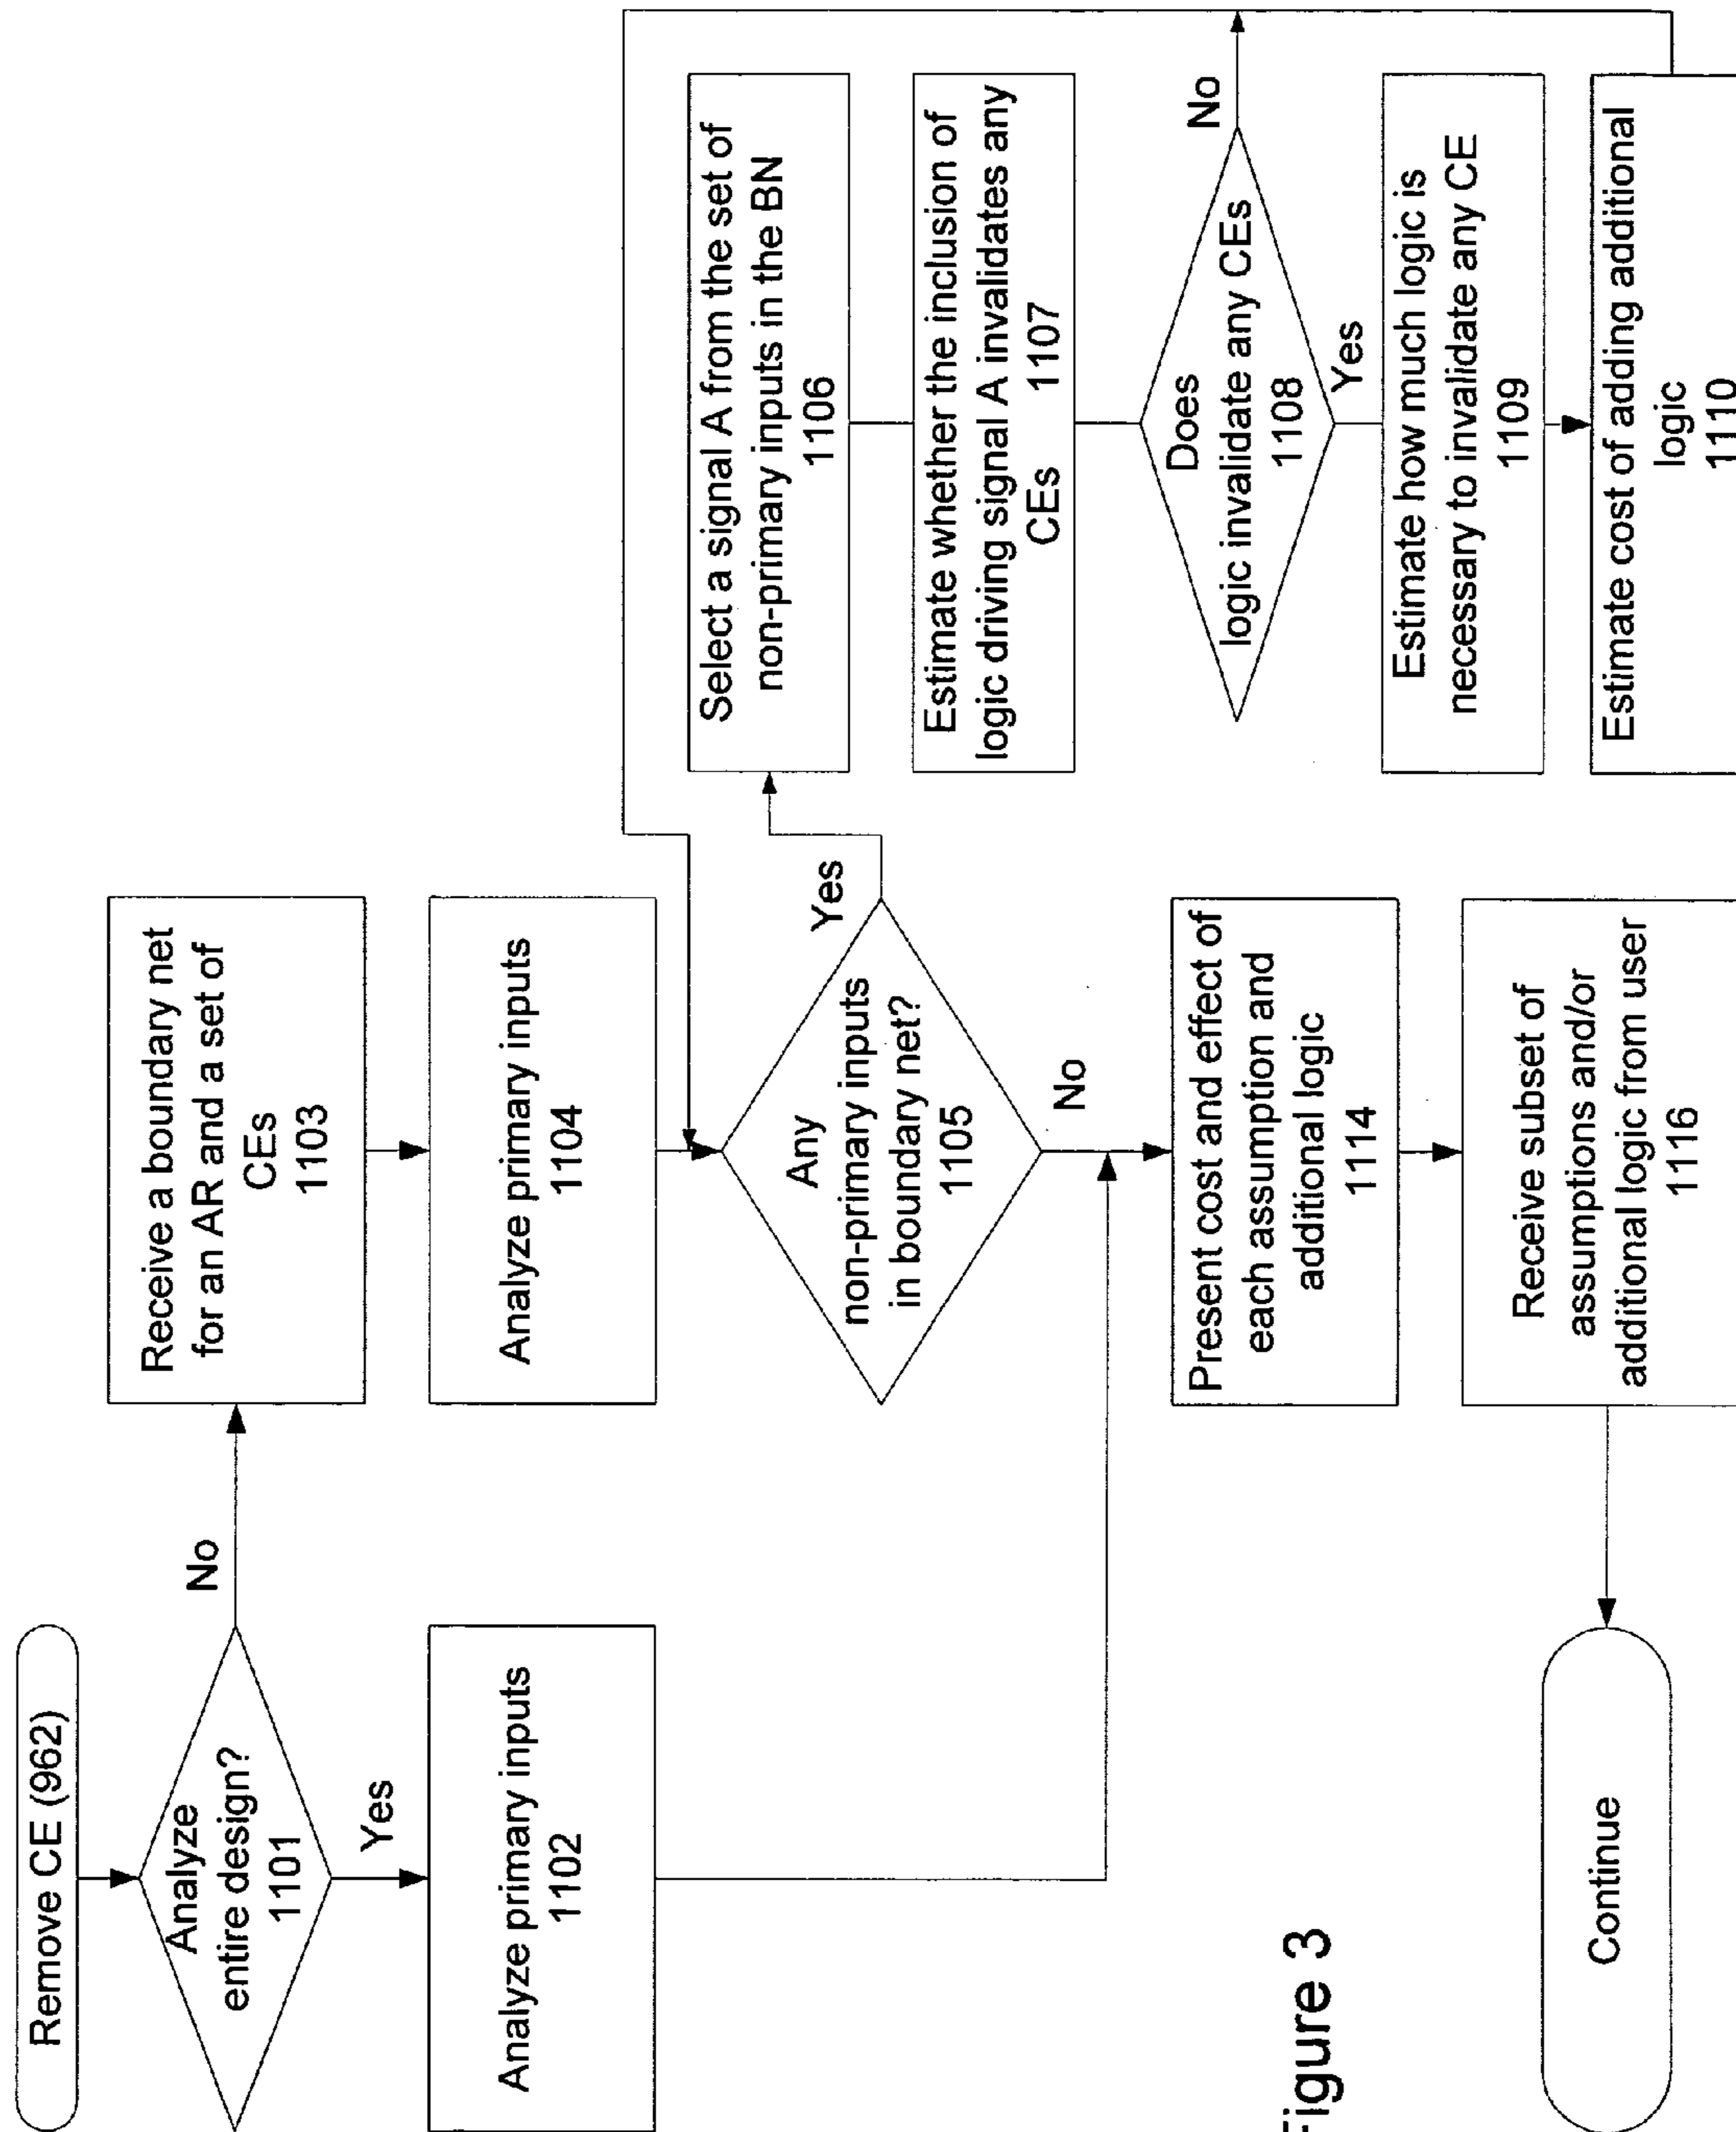 Remove CE (962)
Analyze
entire design?
1101
No
Yes
Analyze primary inputs
1102
Receive a boundary net
for an AR and a set of
CEs
1103
Analyze primary inputs
1104
Any
non-primary inputs
in boundary net?
1105
Yes
No
Select a signal A from the set of
non-primary inputs in the BN
1106
Estimate whether the inclusion of
logic driving signal A invalidates any
CEs 1107
Does
logic invalidate any CEs
1108
No
Yes
Estimate how much logic is
necessary to invalidate any CE
1109
Estimate cost of adding additional
logic
1110
Present cost and effect of
each assumption and
additional logic
1114
Receive subset of
assumptions and/or
additional logic from user
1116
Continue
Figure 3